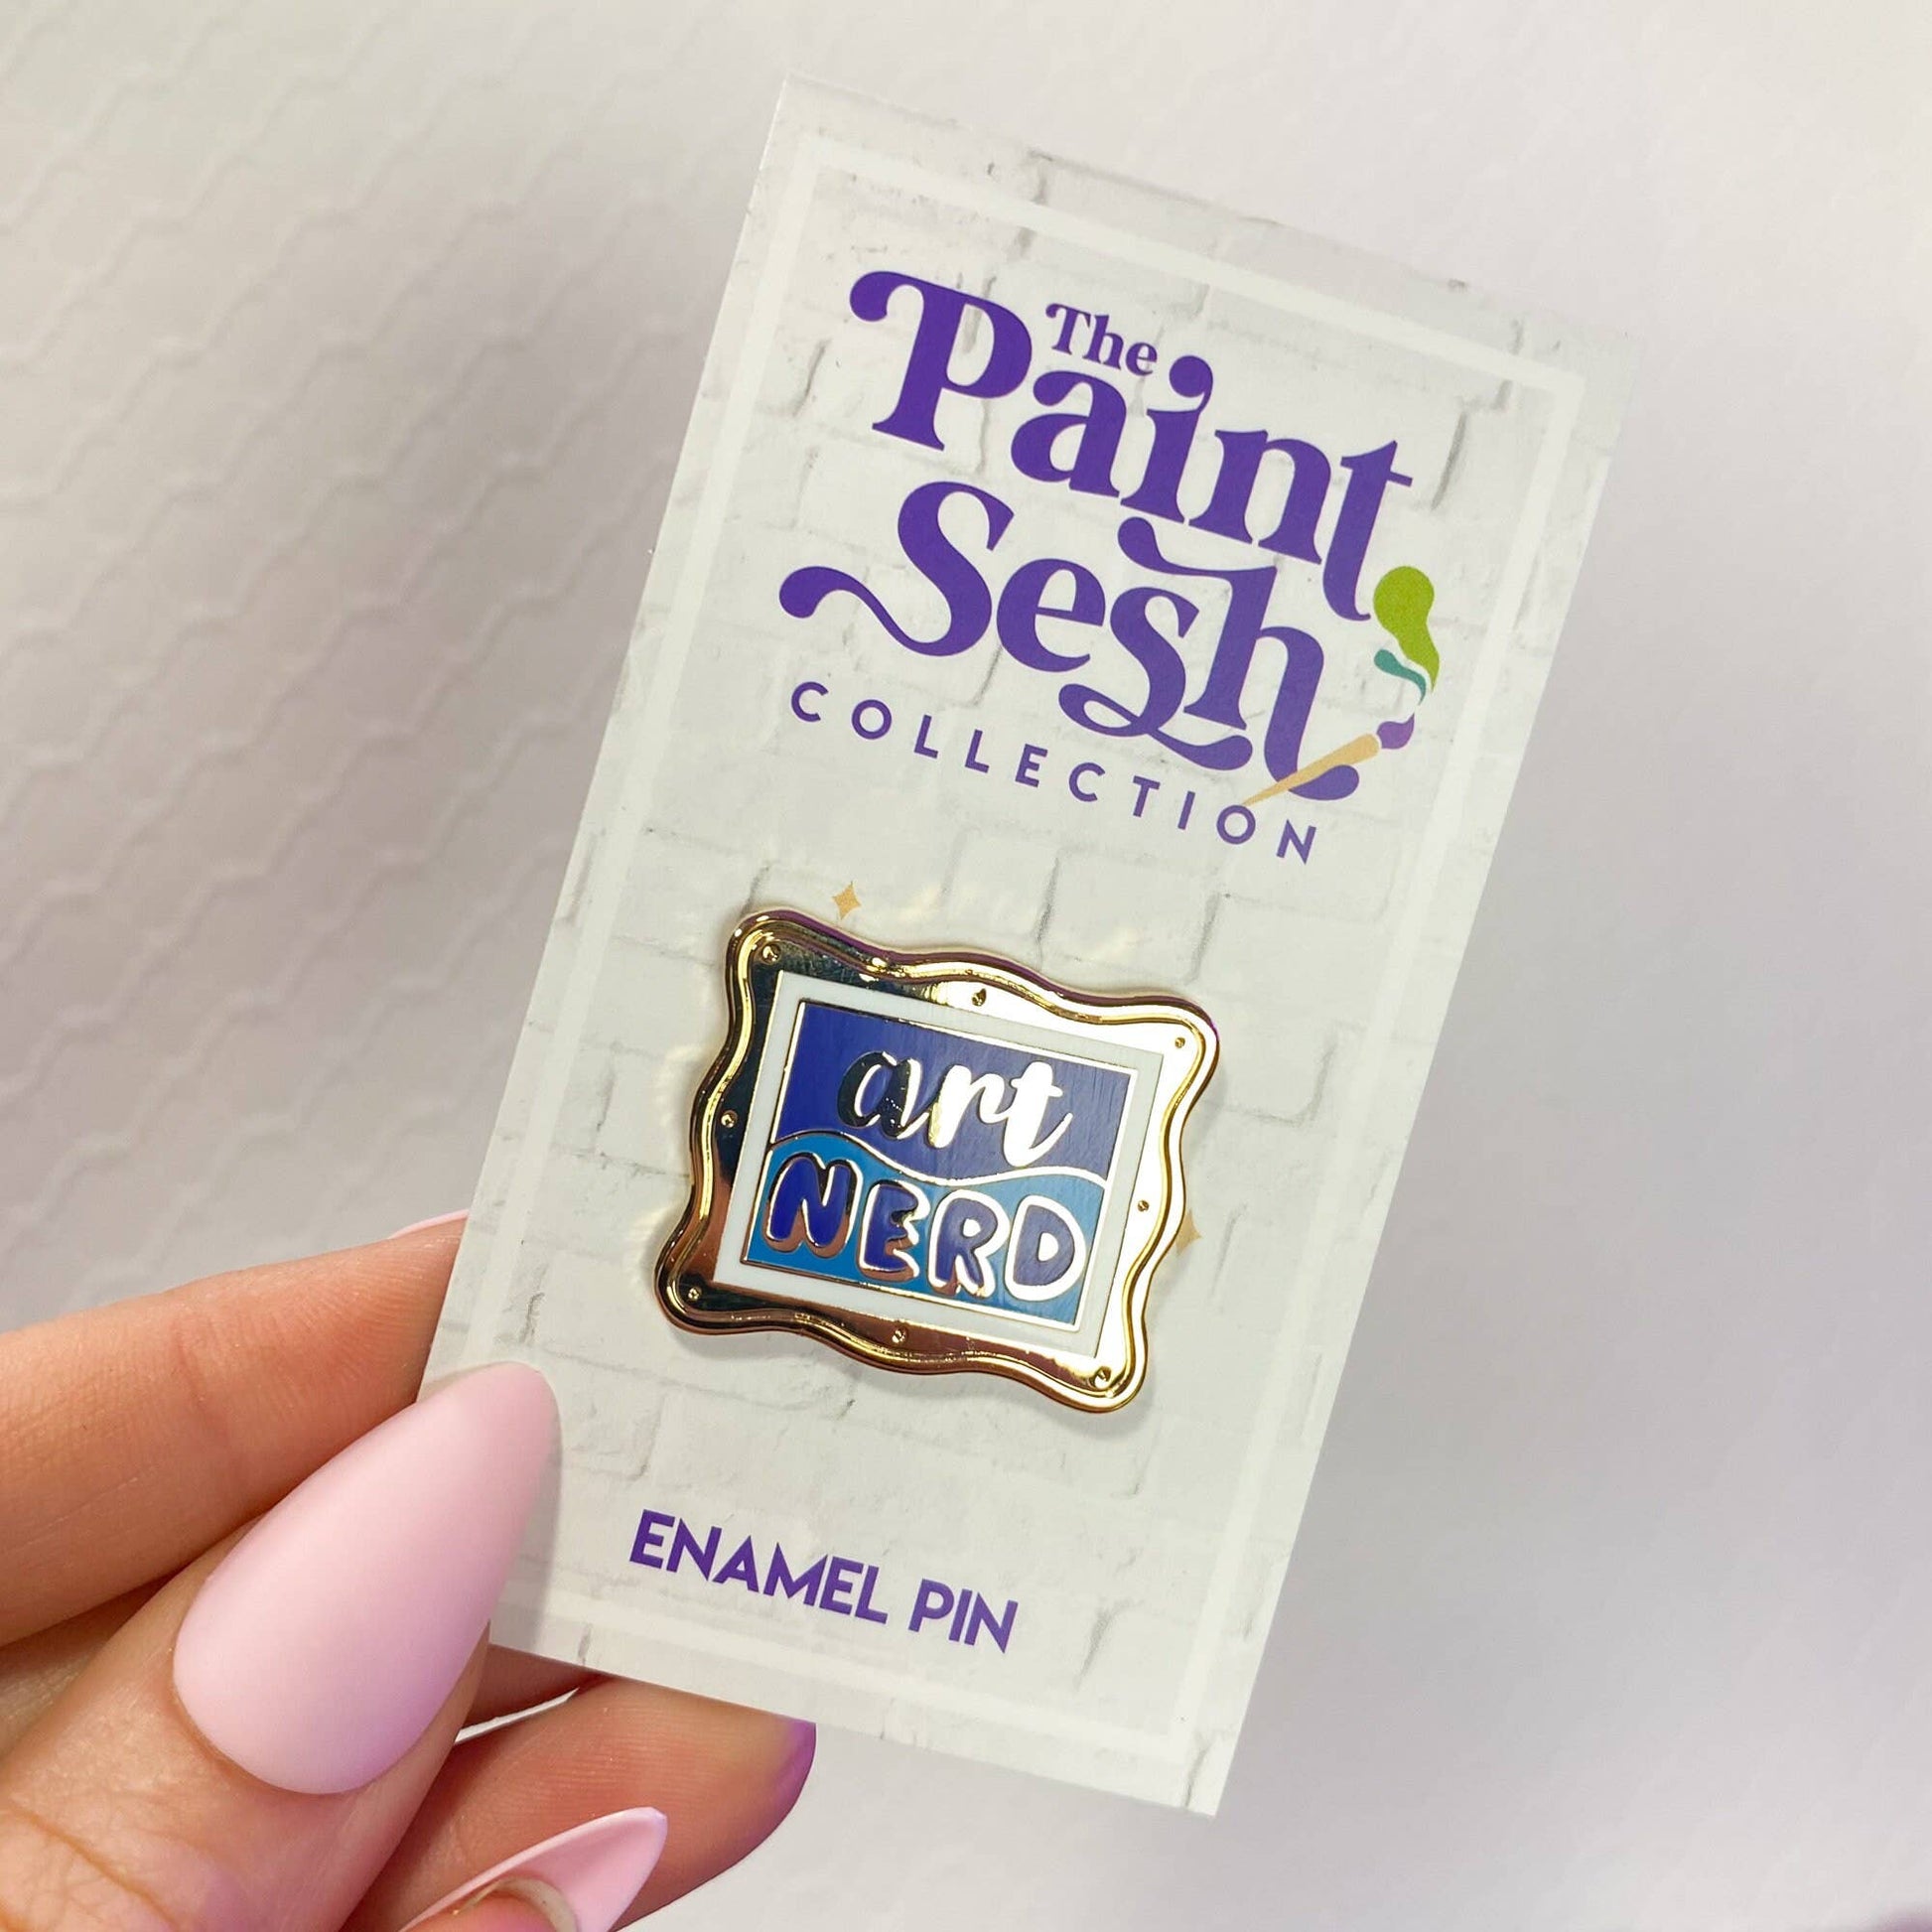 The
Paint
Sesh
COLLECTION
art
NERD
ENAMEL PIN